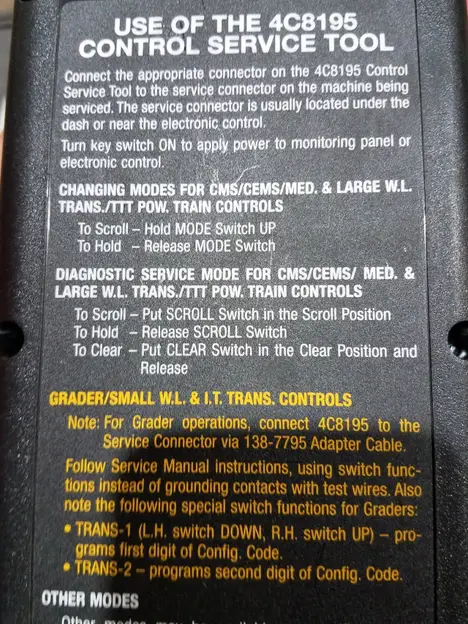 USE OF THE 4C8195
CONTROL SERVICE TOOL
Connect the appropriate connector on the 4C8195 Control
Service Tool to the service connector on the machine being
serviced. The service connector is usually located under the
dash or near the electronic control.
Turn key switch ON to apply power to monitoring panel or
electronic control.
CHANGING MODES FOR CMS/CEMS/MED. & LARGE W.L.
TRANS./TTT POW. TRAIN CONTROLS
To Scroll – Hold MODE Switch UP
To Hold – Release MODE Switch
DIAGNOSTIC SERVICE MODE FOR CMS/CEMS/ MED. &
LARGE W.L. TRANS./TTT POW. TRAIN CONTROLS
To Scroll – Put SCROLL Switch in the Scroll Position
To Hold – Release SCROLL Switch
To Clear – Put CLEAR Switch in the Clear Position and
Release
GRADER/SMALL W.L. & I.T. TRANS. CONTROLS
Note: For Grader operations, connect 4C8195 to the
Service Connector via 138-7795 Adapter Cable.
Follow Service Manual instructions, using switch func-
tions instead of grounding contacts with test wires. Also
note the following special switch functions for Graders:
• TRANS-1 (L.H. switch DOWN, R.H. switch UP) – pro-
grams first digit of Config. Code.
• TRANS-2 – programs second digit of Config. Code.
OTHER MODES
Other modes may be